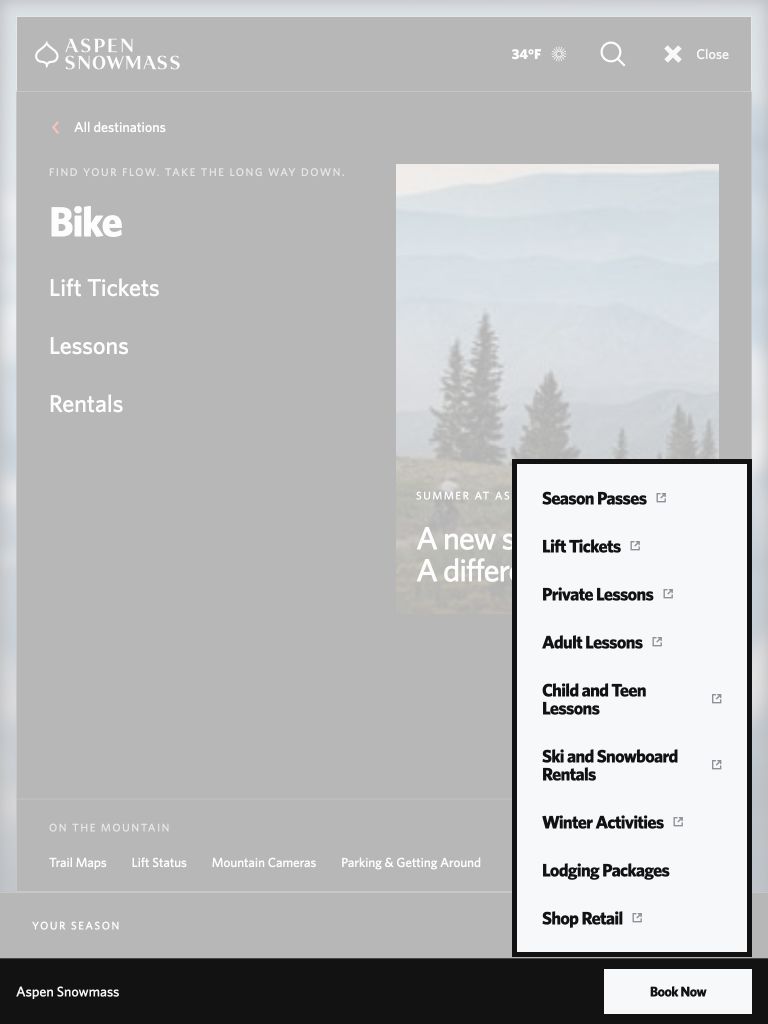 ASPEN
SNOWMASS
34ºF
Close
All destinations
FIND YOUR FLOW. TAKE THE LONG WAY DOWN.
Bike
Lift Tickets
Lessons
Rentals
SUMMER AT AS
A new s
A differ
Season Passes
Lift Tickets
Private Lessons
Adult Lessons
Child and Teen
Lessons
Ski and Snowboard
Rentals
Winter Activities
Lodging Packages
Shop Retail
ON THE MOUNTAIN
Trail Maps Lift Status Mountain Cameras Parking & Getting Around
YOUR SEASON
Aspen Snowmass
Book Now